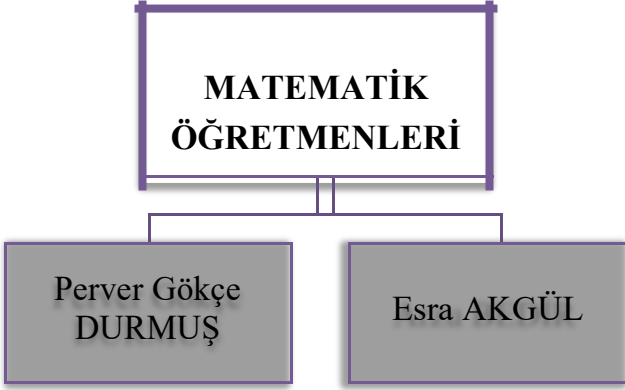 MATEMATİK
ÖĞRETMENLERİ
Perver Gökçe
DURMUŞ
Esra AKGÜL